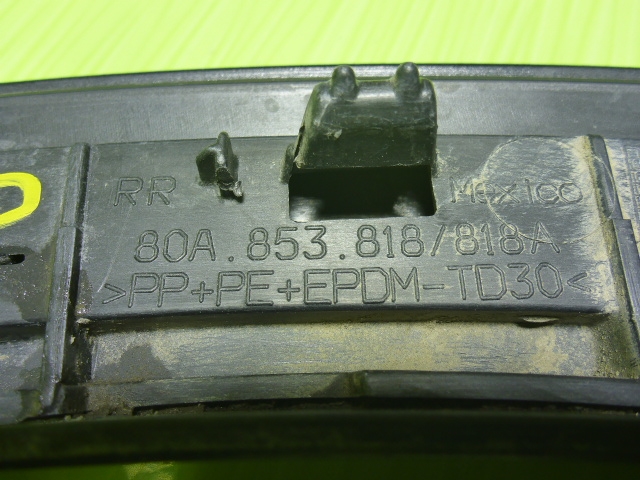 RR Mexico
80A.853.818/818A
>PP+PE+EPDM-TD30<